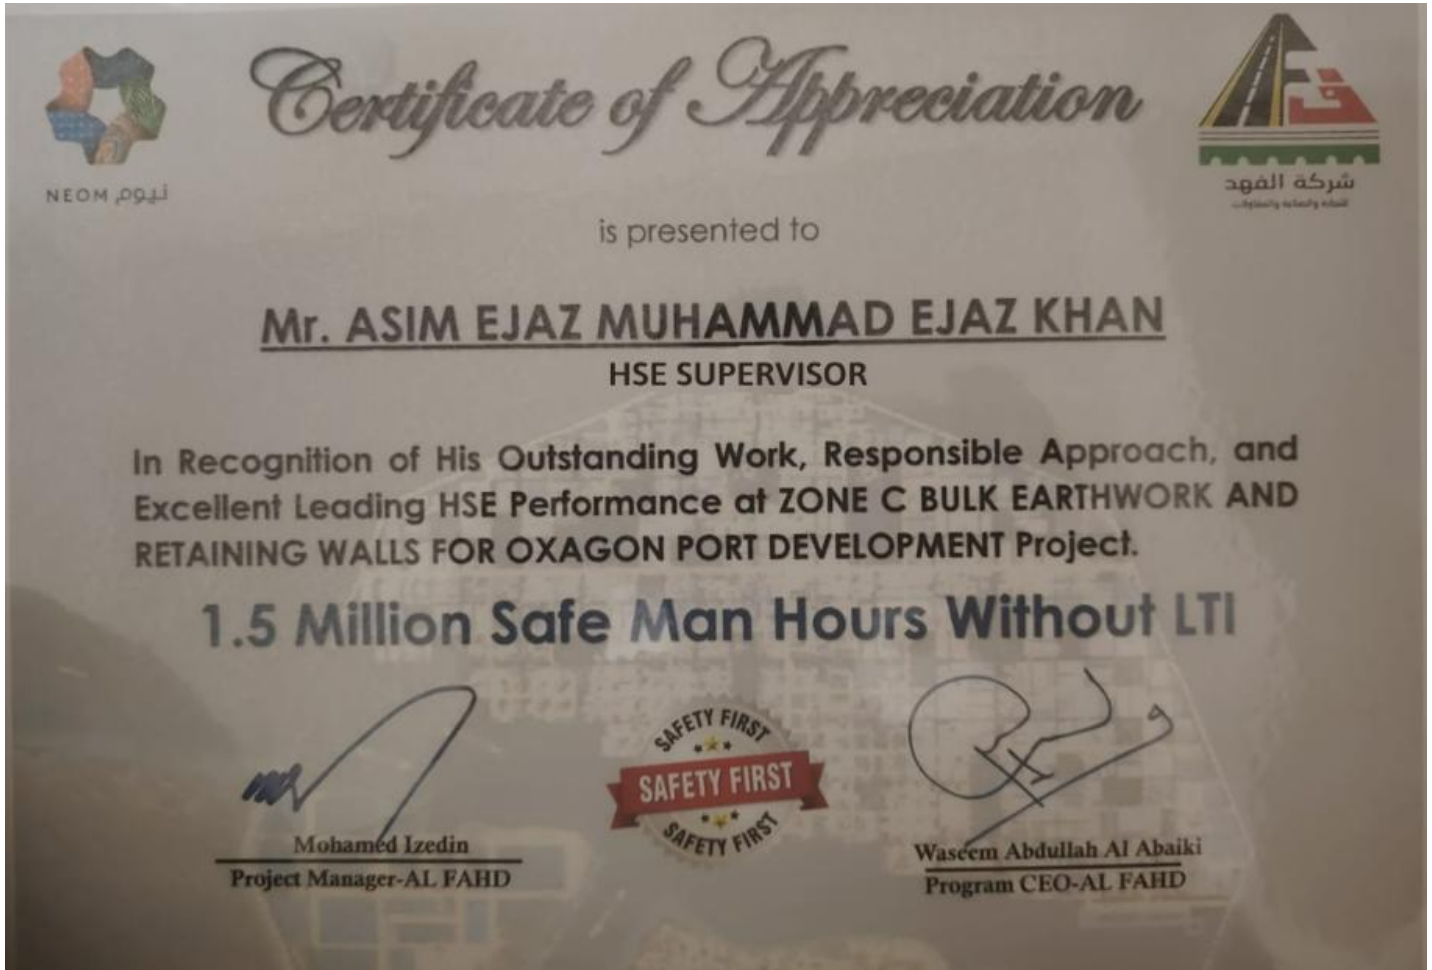 Certificate of Appreciation
NEOM نيوم
شركة الفهد
is presented to
Mr. ASIM EJAZ MUHAMMAD EJAZ KHAN
HSE SUPERVISOR
In Recognition of His Outstanding Work, Responsible Approach, and
Excellent Leading HSE Performance at ZONE C BULK EARTHWORK AND
RETAINING WALLS FOR OXAGON PORT DEVELOPMENT Project.
1.5 Million Safe Man Hours Without LTI
SAFETY FIRST
SAFETY FIRST
SAFETY FIRST
Mohamed Izedin
Project Manager-AL FAHD
Waseem Abdullah Al Abaiki
Program CEO-AL FAHD